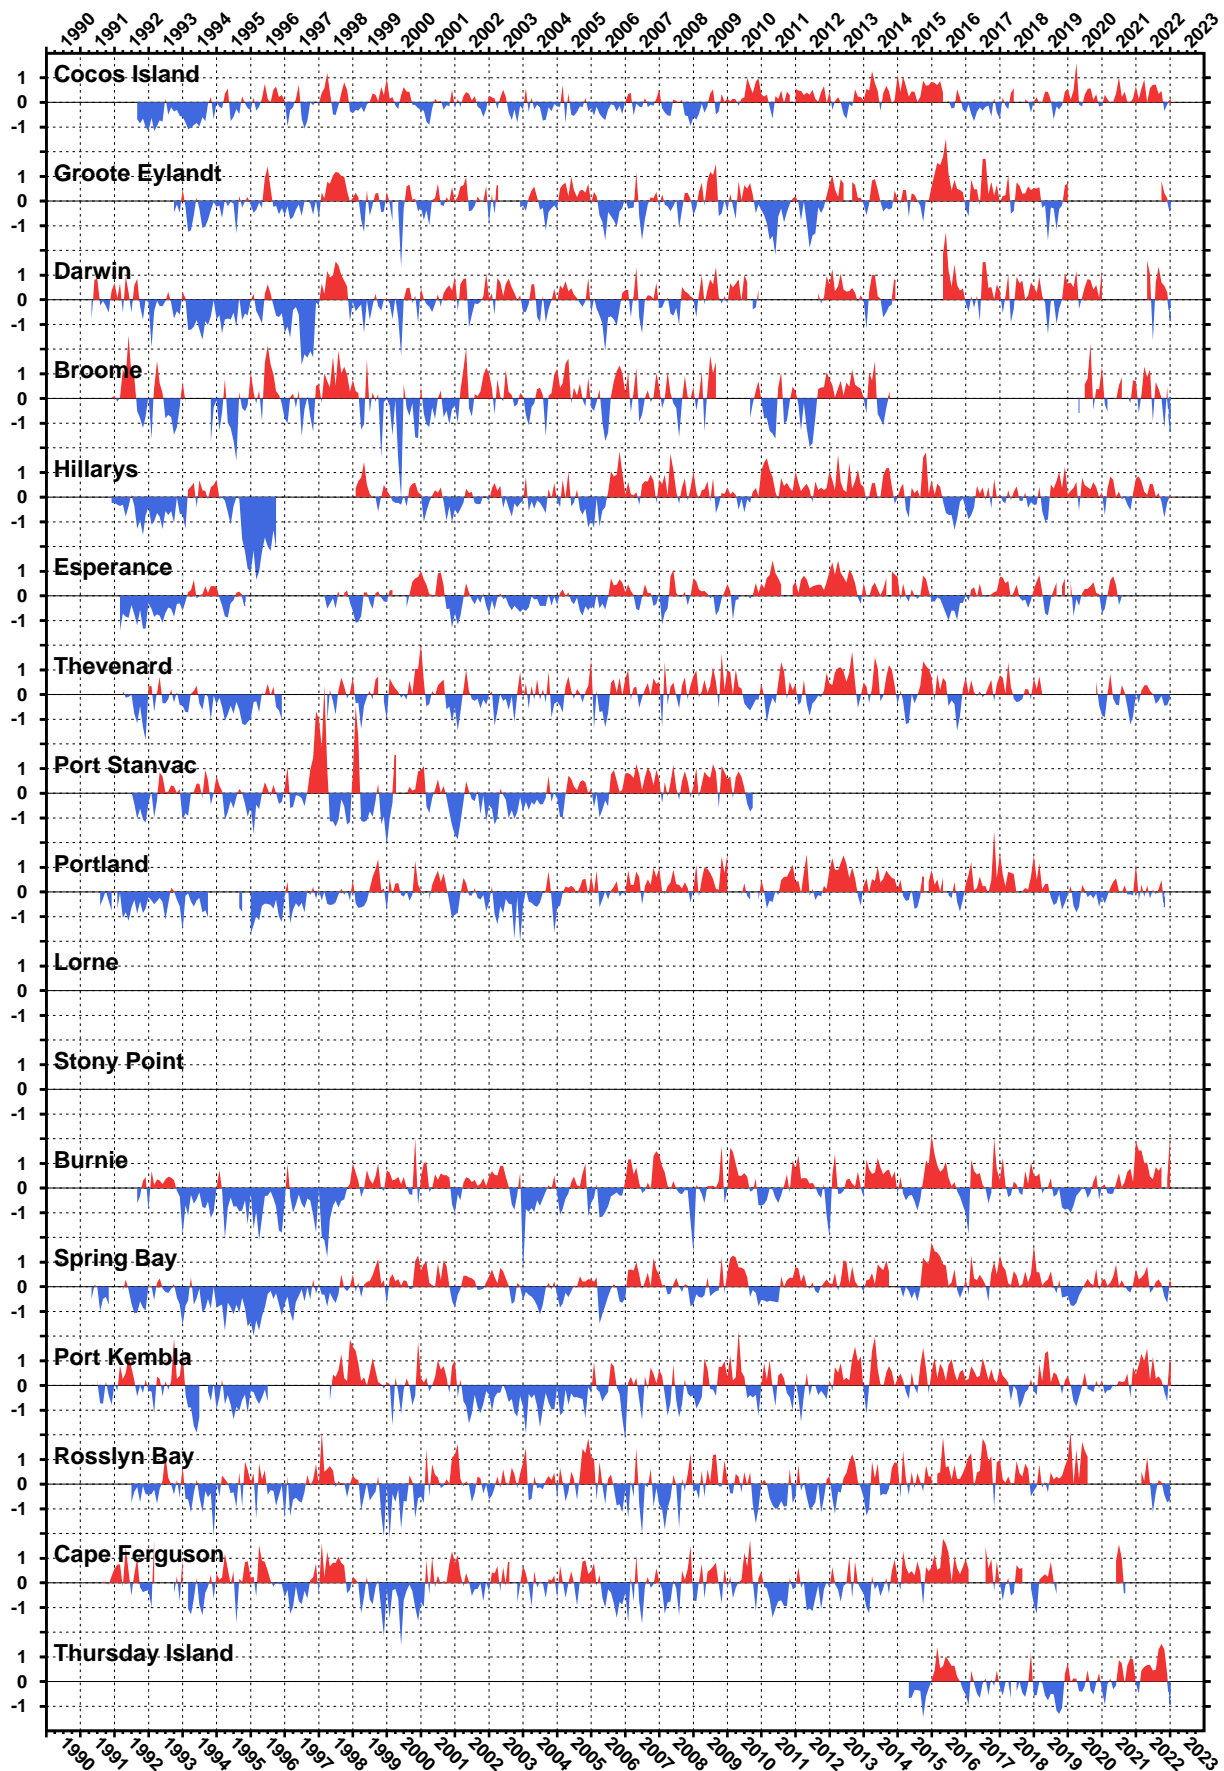 1990 1991 1992 1993 1994 1995 1996 1997 1998 1999 2000 2001 2002 2003 2004 2005 2006 2007 2008 2009 2010 2011 2012 2013 2014 2015 2016 2017 2018 2019 2020 2021 2022 2023
Cocos Island
1
0
-1
Groote Eylandt
1
0
-1
Darwin
1
0
-1
Broome
1
0
-1
Hillarys
1
0
-1
Esperance
1
0
-1
Thevenard
1
0
-1
Port Stanvac
1
0
-1
Portland
1
0
-1
Lorne
1
0
-1
Stony Point
1
0
-1
Burnie
1
0
-1
Spring Bay
1
0
-1
Port Kembla
1
0
-1
Rosslyn Bay
1
0
-1
Cape Ferguson
1
0
-1
Thursday Island
1
0
-1
1990 1991 1992 1993 1994 1995 1996 1997 1998 1999 2000 2001 2002 2003 2004 2005 2006 2007 2008 2009 2010 2011 2012 2013 2014 2015 2016 2017 2018 2019 2020 2021 2022 2023